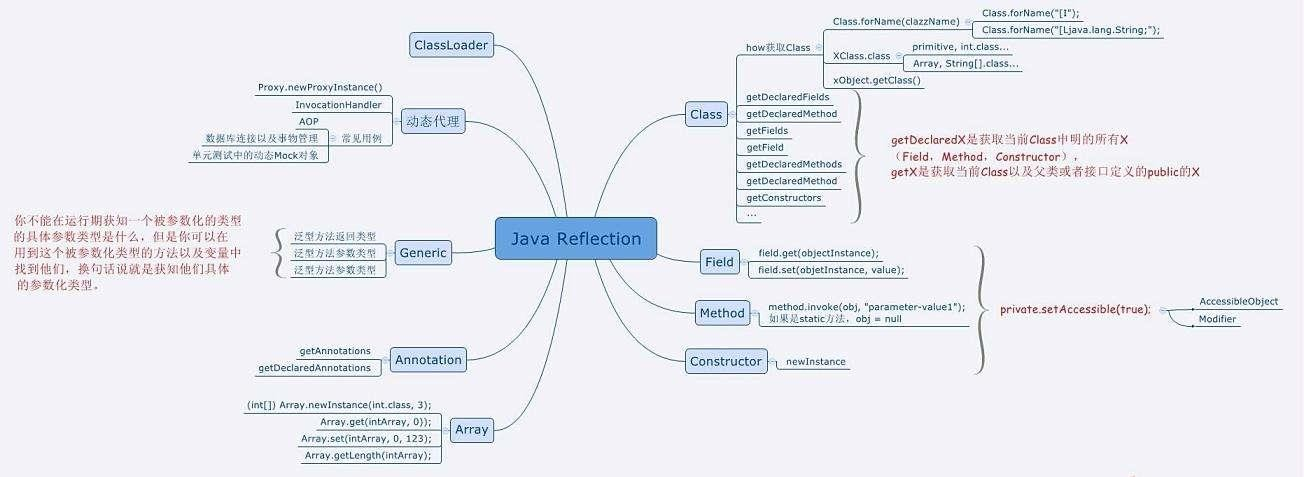 Java Reflection
ClassLoader
动态代理
Proxy.newProxyInstance()
InvocationHandler
AOP
常见用例
数据库连接以及事物管理
单元测试中的动态Mock对象
Generic
泛型方法返回类型
泛型方法参数类型
泛型方法参数类型
你不能在运行期获知一个被参数化的类型
的具体参数类型是什么，但是你可以在
用到这个被参数化类型的方法以及变量中
找到他们，换句话说就是获知他们具体
的参数化类型。
Annotation
getAnnotations
getDeclaredAnnotations
Array
(int[]) Array.newInstance(int.class, 3);
Array.get(intArray, 0));
Array.set(intArray, 0, 123);
Array.getLength(intArray);
Class
how获取Class
Class.forName(clazzName)
Class.forName("[I");
Class.forName("[Ljava.lang.String;");
XClass.class
primitive, int.class...
Array, String[].class...
xObject.getClass()
getDeclaredFields
getDeclaredMethod
getFields
getField
getDeclaredMethods
getDeclaredMethod
getConstructors
...
getDeclaredX是获取当前Class申明的所有X
（Field，Method，Constructor），
getX是获取当前Class以及父类或者接口定义的public的X
Field
field.get(objectInstance);
field.set(objetInstance, value);
Method
method.invoke(obj, "parameter-value1");
如果是static方法，obj = null
Constructor
newInstance
private.setAccessible(true);
AccessibleObject
Modifier